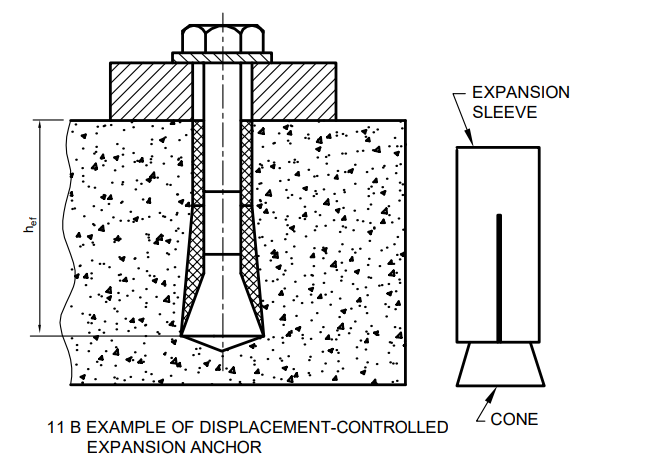 EXPANSION
SLEEVE
hef
CONE
11 B EXAMPLE OF DISPLACEMENT-CONTROLLED
EXPANSION ANCHOR